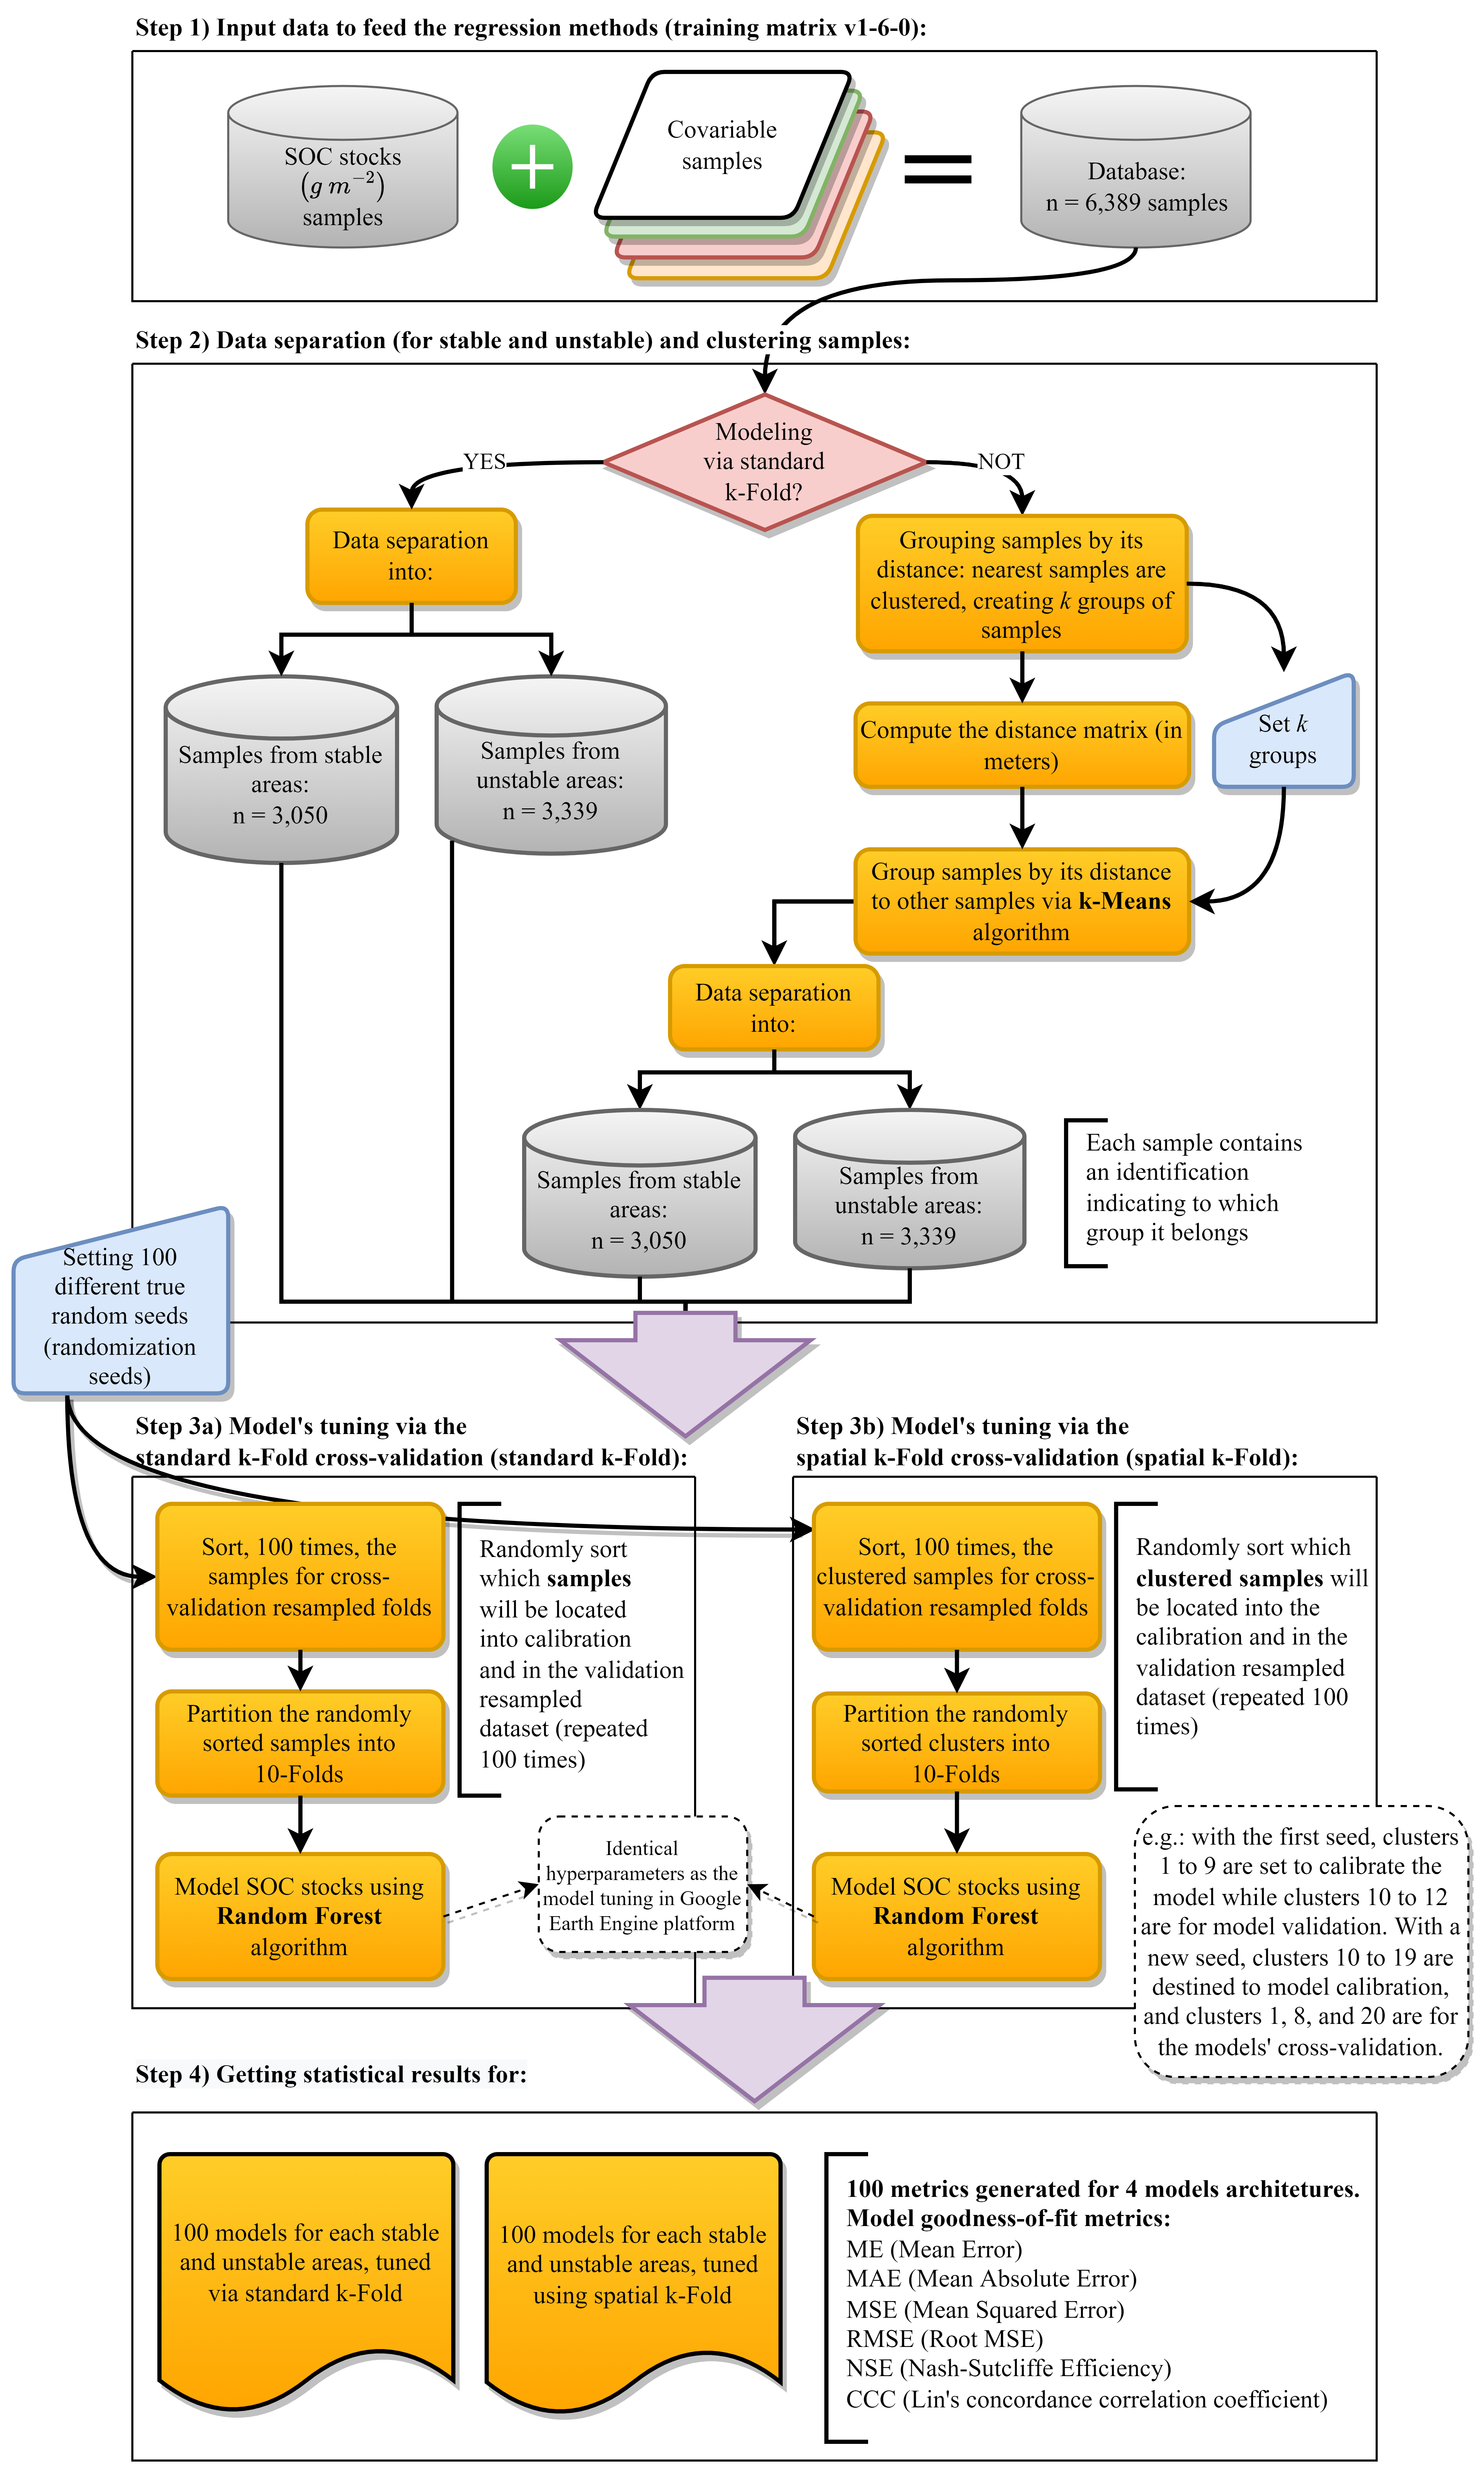 Step 1) Input data to feed the regression methods (training matrix v1-6-0):
SOC stocks
(g m⁻²)
samples
Covariable
samples
Database:
n = 6,389 samples
Step 2) Data separation (for stable and unstable) and clustering samples:
Modeling
via standard
k-Fold?
YES
NOT
Data separation
into:
Samples from stable
areas:
n = 3,050
Samples from
unstable areas:
n = 3,339
Grouping samples by its
distance: nearest samples are
clustered, creating k groups of
samples
Compute the distance matrix (in
meters)
Set k
groups
Group samples by its distance
to other samples via k-Means
algorithm
Data separation
into:
Samples from stable
areas:
n = 3,050
Samples from
unstable areas:
n = 3,339
Each sample contains
an identification
indicating to which
group it belongs
Setting 100
different true
random seeds
(randomization
seeds)
Step 3a) Model's tuning via the
standard k-Fold cross-validation (standard k-Fold):
Sort, 100 times, the
samples for cross-
validation resampled folds
Randomly sort
which samples
will be located
into calibration
and in the validation
resampled
dataset (repeated
100 times)
Partition the randomly
sorted samples into
10-Folds
Model SOC stocks using
Random Forest
algorithm
Identical
hyperparameters as the
model tuning in Google
Earth Engine platform
Step 3b) Model's tuning via the
spatial k-Fold cross-validation (spatial k-Fold):
Sort, 100 times, the
clustered samples for cross-
validation resampled folds
Randomly sort which
clustered samples will
be located into the
calibration and in the
validation resampled
dataset (repeated 100
times)
Partition the randomly
sorted clusters into
10-Folds
Model SOC stocks using
Random Forest
algorithm
e.g.: with the first seed, clusters
1 to 9 are set to calibrate the
model while clusters 10 to 12
are for model validation. With a
new seed, clusters 10 to 19 are
destined to model calibration,
and clusters 1, 8, and 20 are for
the models' cross-validation.
Step 4) Getting statistical results for:
100 models for each stable
and unstable areas, tuned
via standard k-Fold
100 models for each stable
and unstable areas, tuned
using spatial k-Fold
100 metrics generated for 4 models architetures.
Model goodness-of-fit metrics:
ME (Mean Error)
MAE (Mean Absolute Error)
MSE (Mean Squared Error)
RMSE (Root MSE)
NSE (Nash-Sutcliffe Efficiency)
CCC (Lin's concordance correlation coefficient)